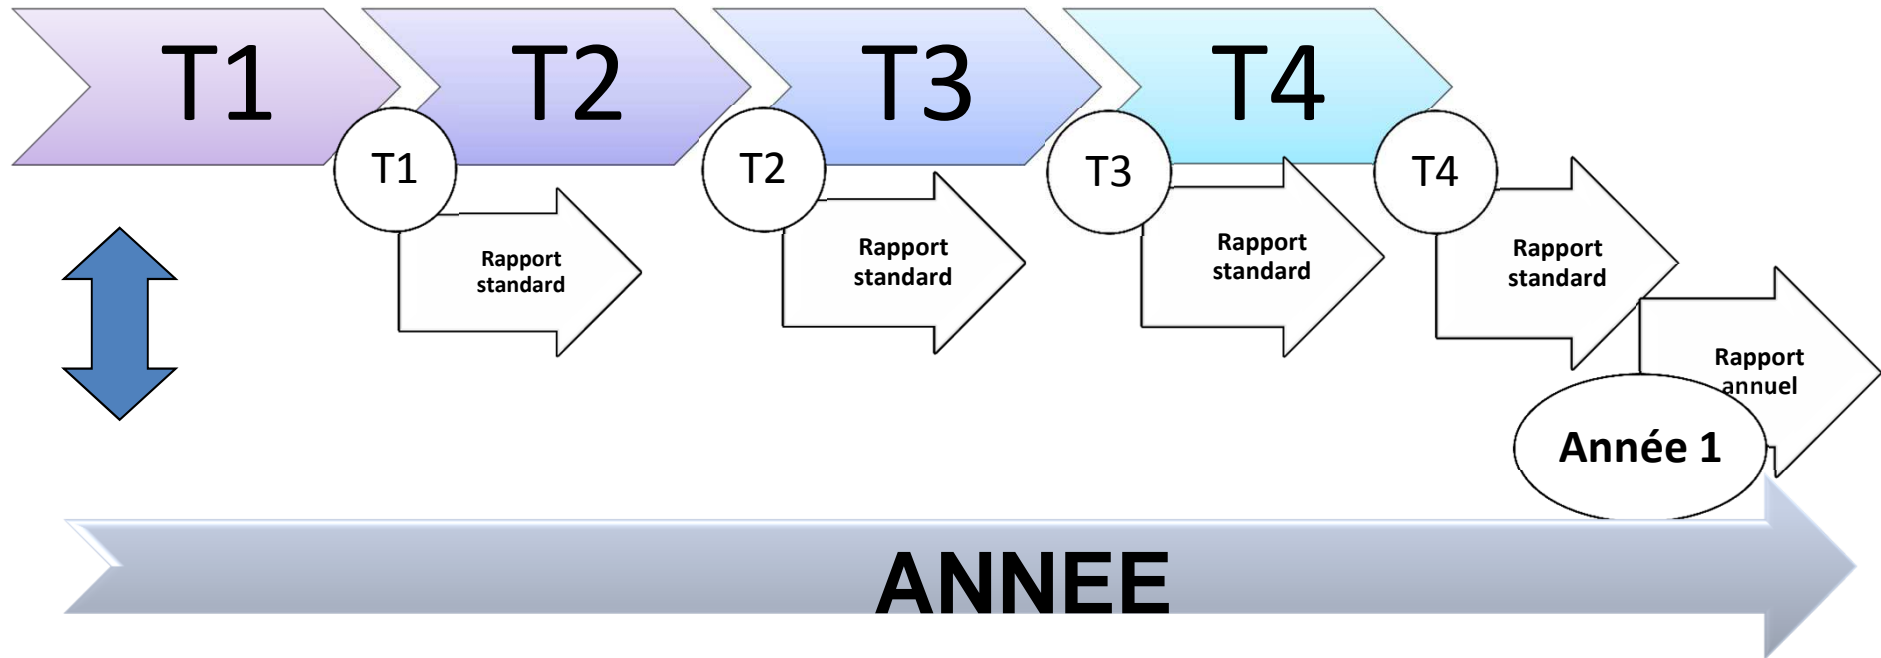 T1
T2
T3
T4
T1
T2
T3
T4
Rapport
standard
Rapport
standard
Rapport
standard
Rapport
standard
Rapport
annuel
Année 1
ANNEE